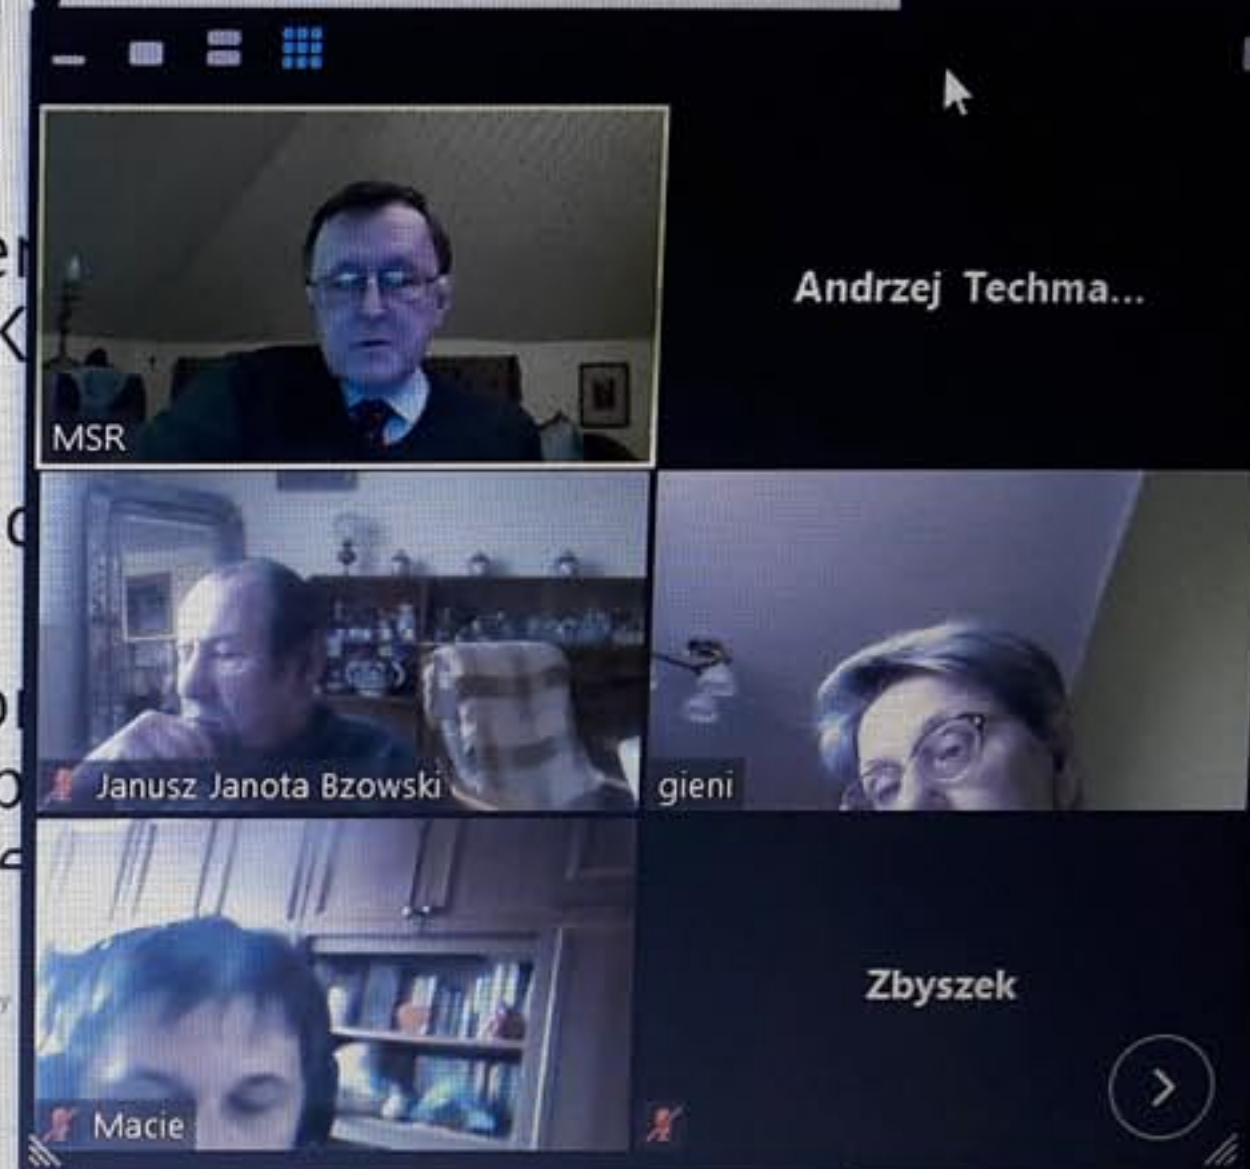 MSR
Andrzej Techma...
Janusz Janota Bzowski
gieni
Macie
Zbyszek